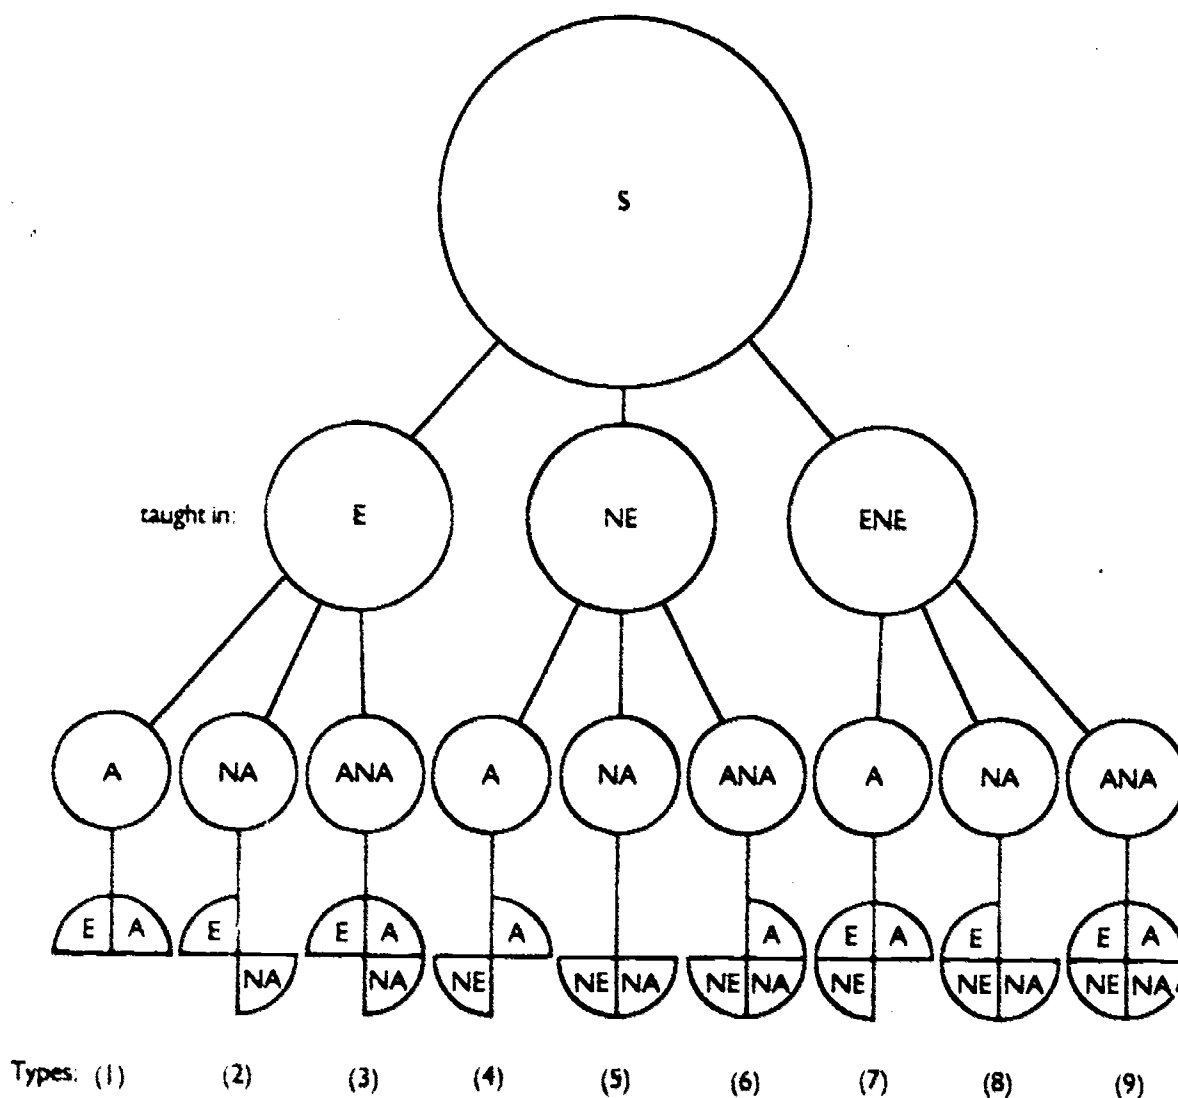 S
taught in: E NE ENE
A NA ANA A NA ANA A NA ANA
E A E E A A A E A E E A
NA NA NE NE NA NE NA NE NE NA NE NA
Types: (1) (2) (3) (4) (5) (6) (7) (8) (9)